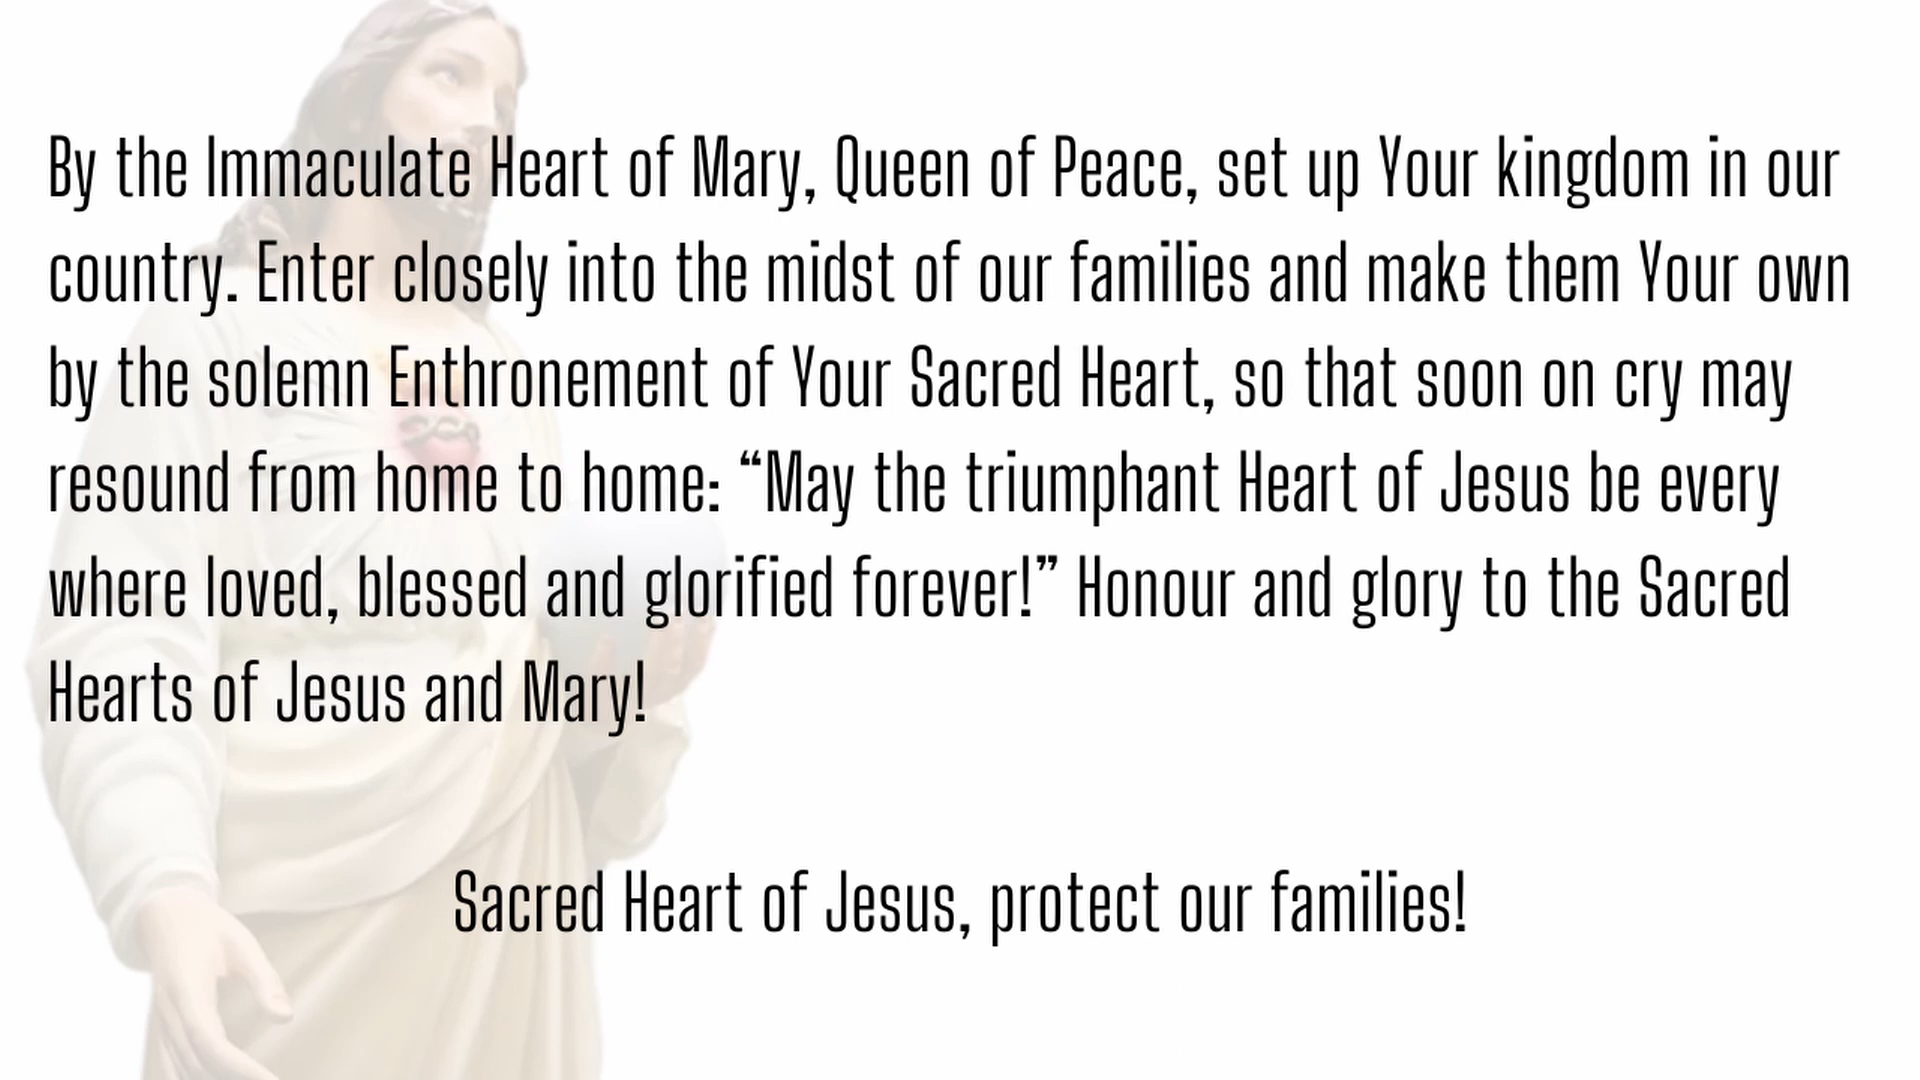 By the Immaculate Heart of Mary, Queen of Peace, set up Your kingdom in our
country. Enter closely into the midst of our families and make them Your own
by the solemn Enthronement of Your Sacred Heart, so that soon on cry may
resound from home to home: “May the triumphant Heart of Jesus be every
where loved, blessed and glorified forever!” Honour and glory to the Sacred
Hearts of Jesus and Mary!
Sacred Heart of Jesus, protect our families!